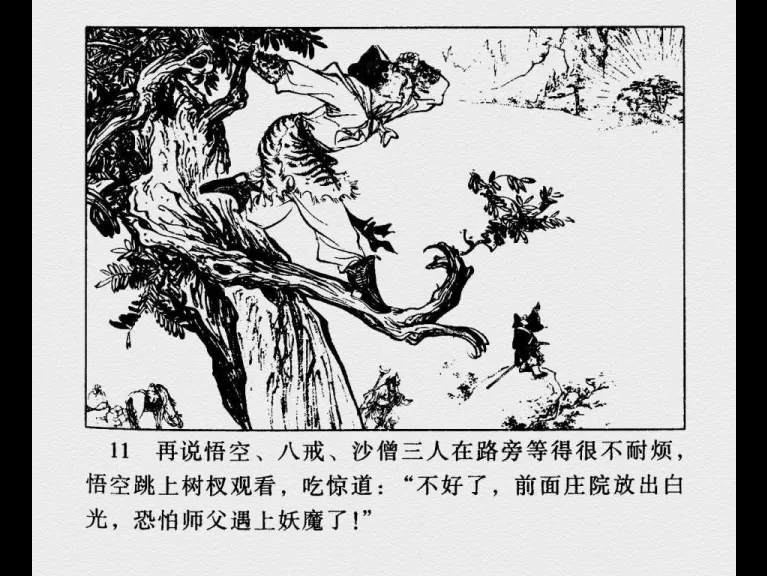 11 再说悟空、八戒、沙僧三人在路旁等得很不耐烦，
悟空跳上树杈观看，吃惊道：“不好了，前面庄院放出白
光，恐怕师父遇上妖魔了！”